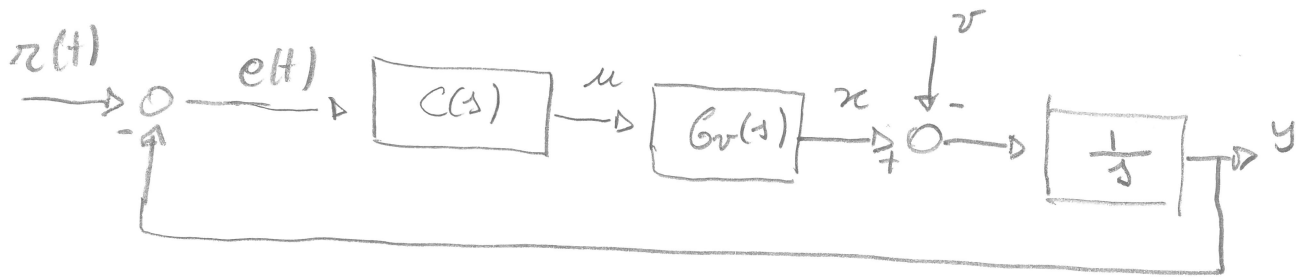 r(t)
e(t)
C(s)
u
Gv(s)
x
v
-
+
1/s
y
-